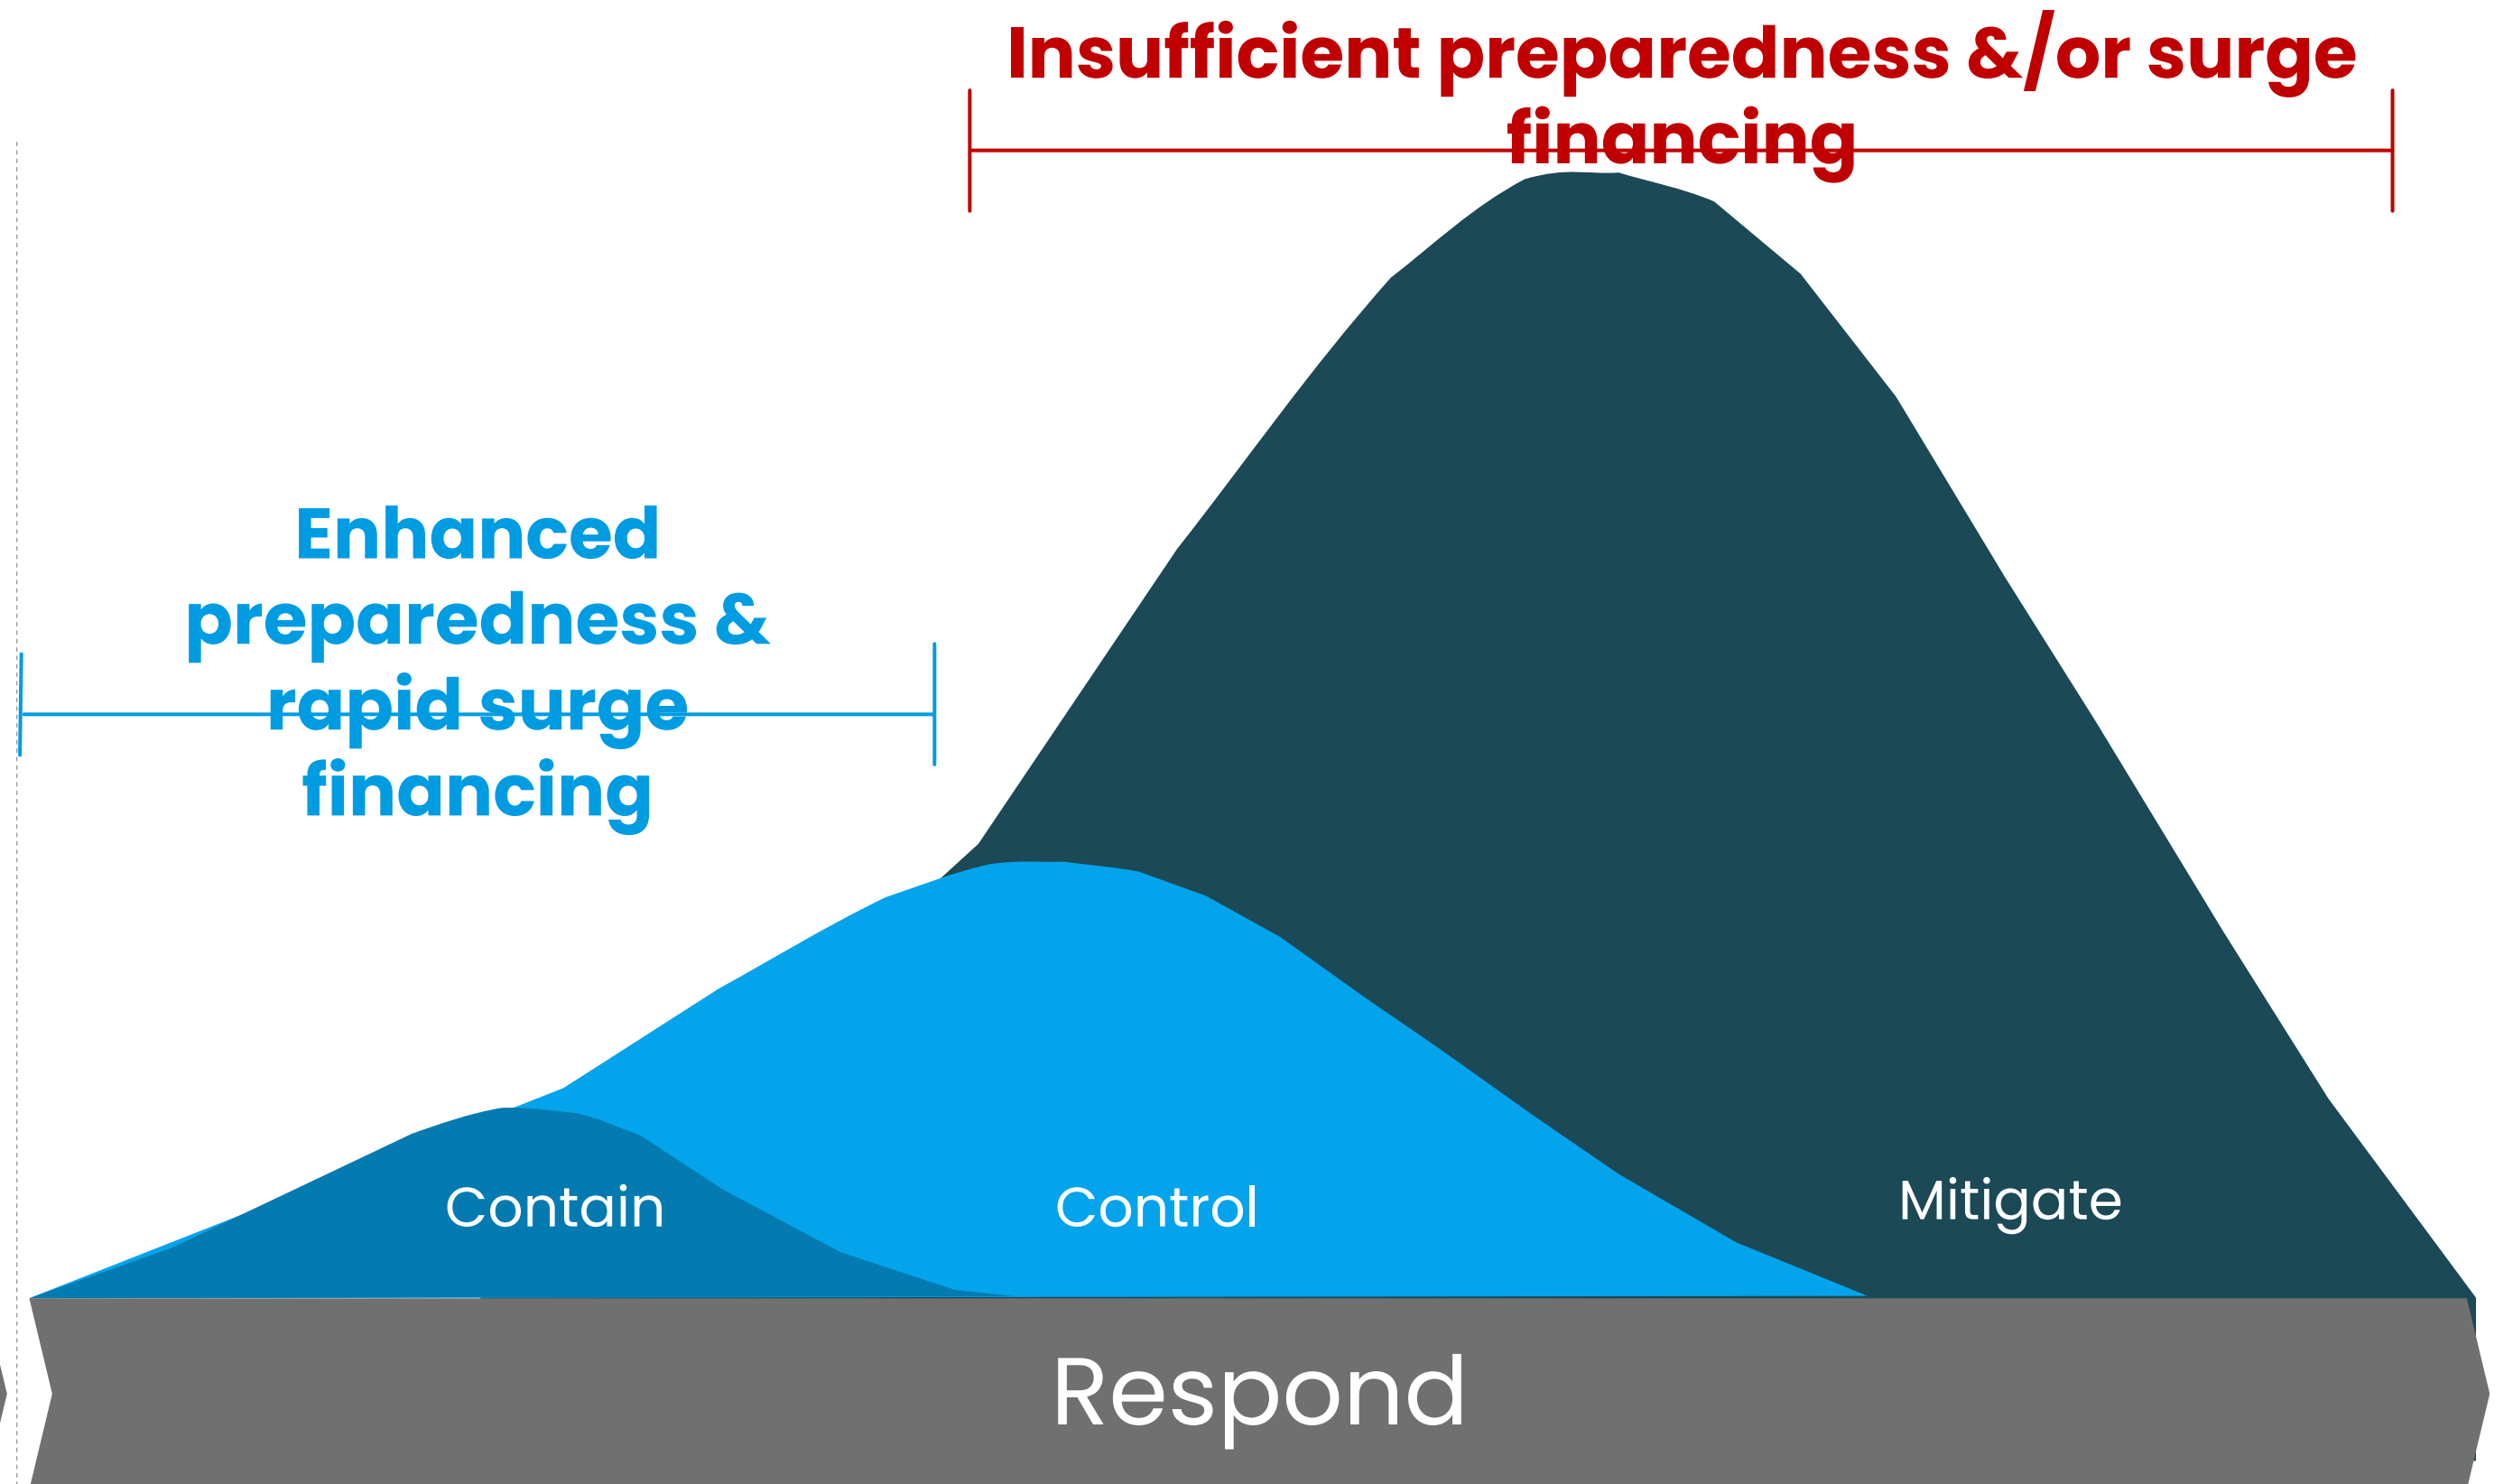 Insufficient preparedness &/or surge
financing
Enhanced
preparedness &
rapid surge
financing
Contain
Control
Mitigate
Respond